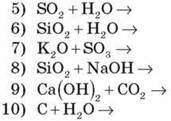 5) SO₂ + H₂O →
6) SiO₂ + H₂O →
7) K₂O + SO₃ →
8) SiO₂ + NaOH →
9) Ca(OH)₂ + CO₂ →
10) C + H₂O →